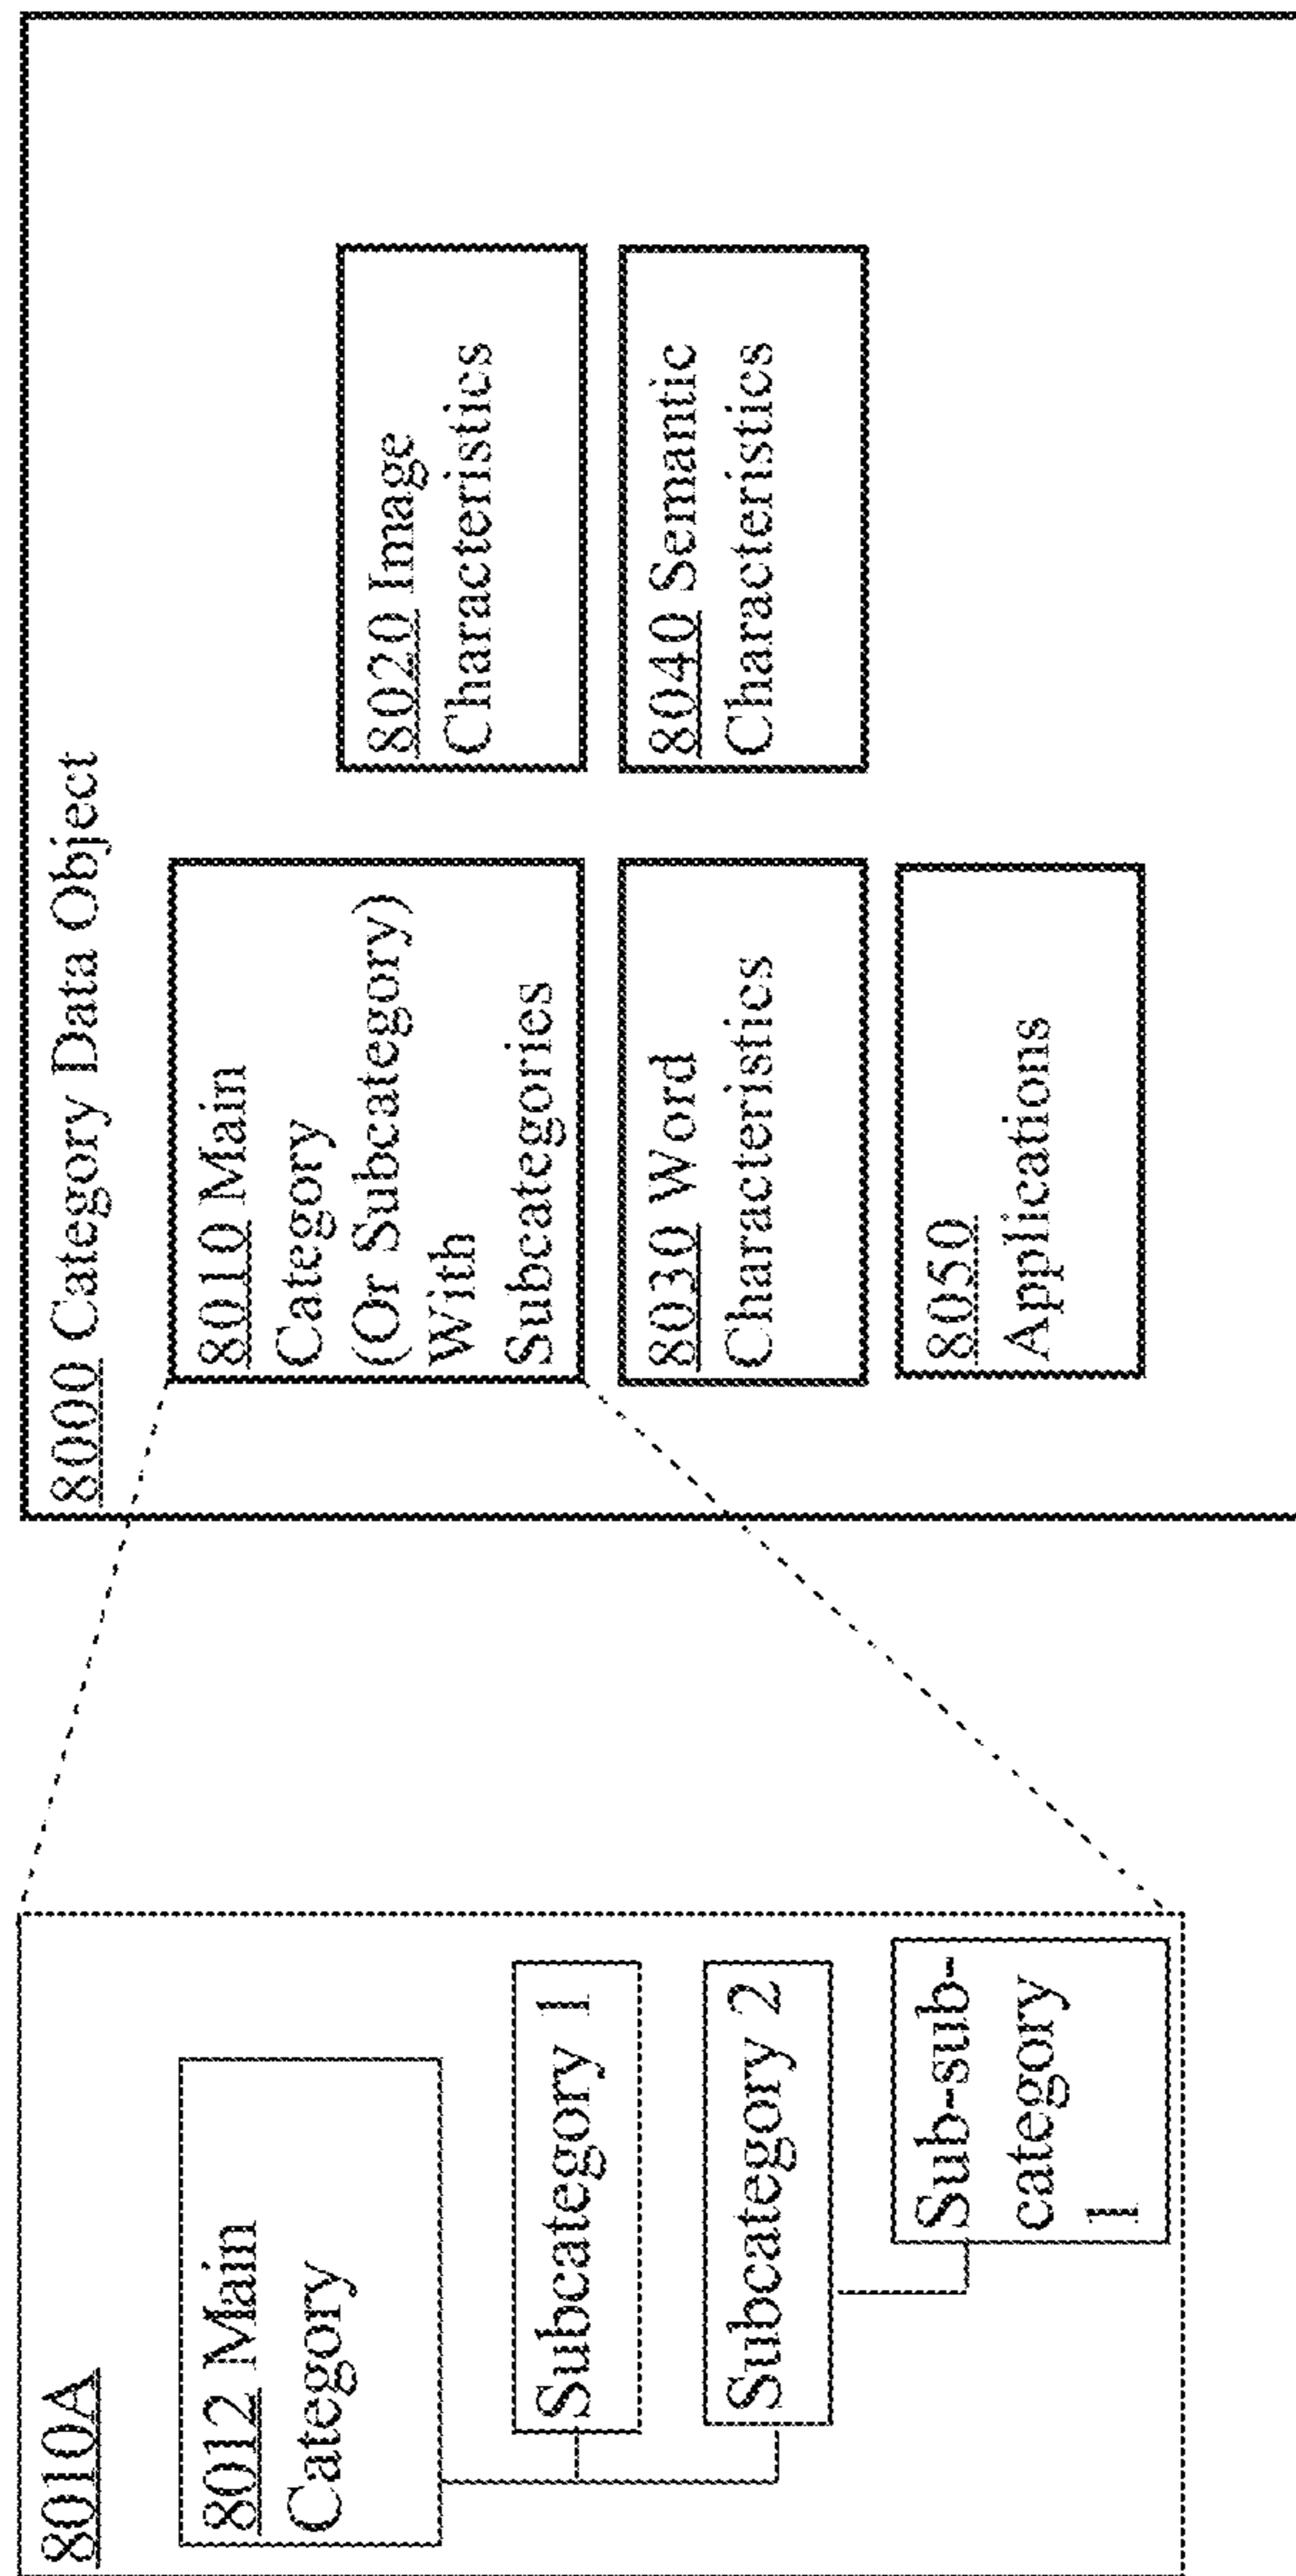 8010A
8012 Main
Category
Subcategory 1
Subcategory 2
Sub-sub-
category
1
8000 Category Data Object
8010 Main
Category
(Or Subcategory)
With
Subcategories
8020 Image
Characteristics
8030 Word
Characteristics
8040 Semantic
Characteristics
8050
Applications